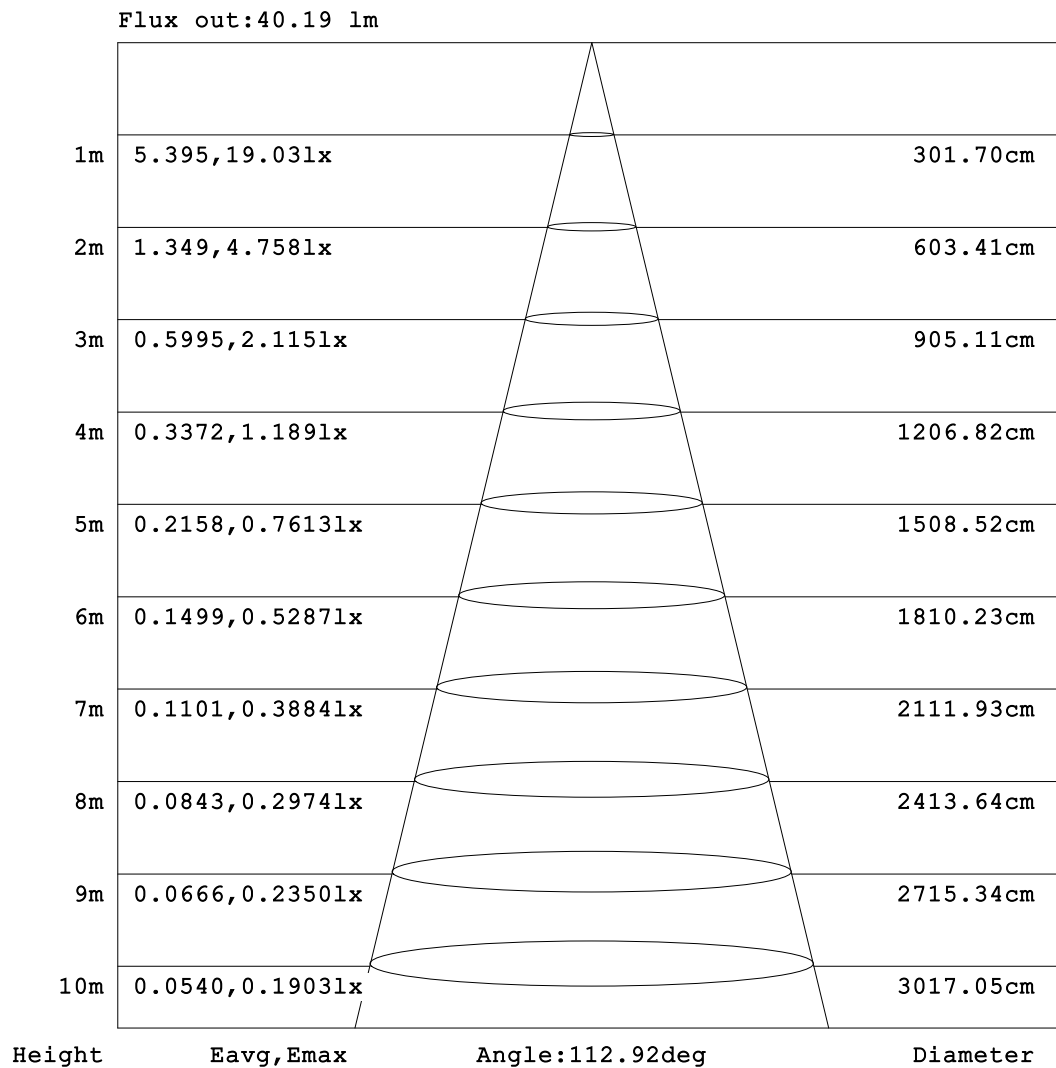 Flux out:40.19 lm
1m 5.395,19.03lx 301.70cm
2m 1.349,4.758lx 603.41cm
3m 0.5995,2.115lx 905.11cm
4m 0.3372,1.189lx 1206.82cm
5m 0.2158,0.7613lx 1508.52cm
6m 0.1499,0.5287lx 1810.23cm
7m 0.1101,0.3884lx 2111.93cm
8m 0.0843,0.2974lx 2413.64cm
9m 0.0666,0.2350lx 2715.34cm
10m 0.0540,0.1903lx 3017.05cm
Height Eavg,Emax Angle:112.92deg Diameter